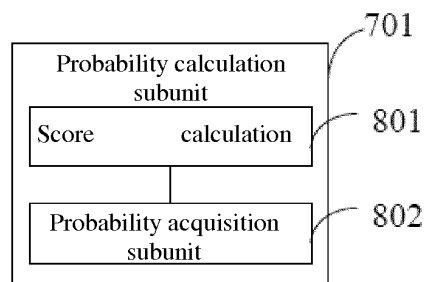 701
Probability calculation
subunit
Score calculation
801
Probability acquisition
subunit
802